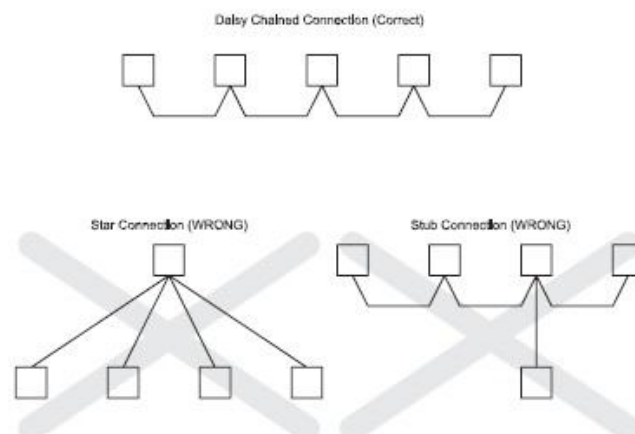 Daisy Chained Connection (Correct)
Star Connection (WRONG)
Stub Connection (WRONG)